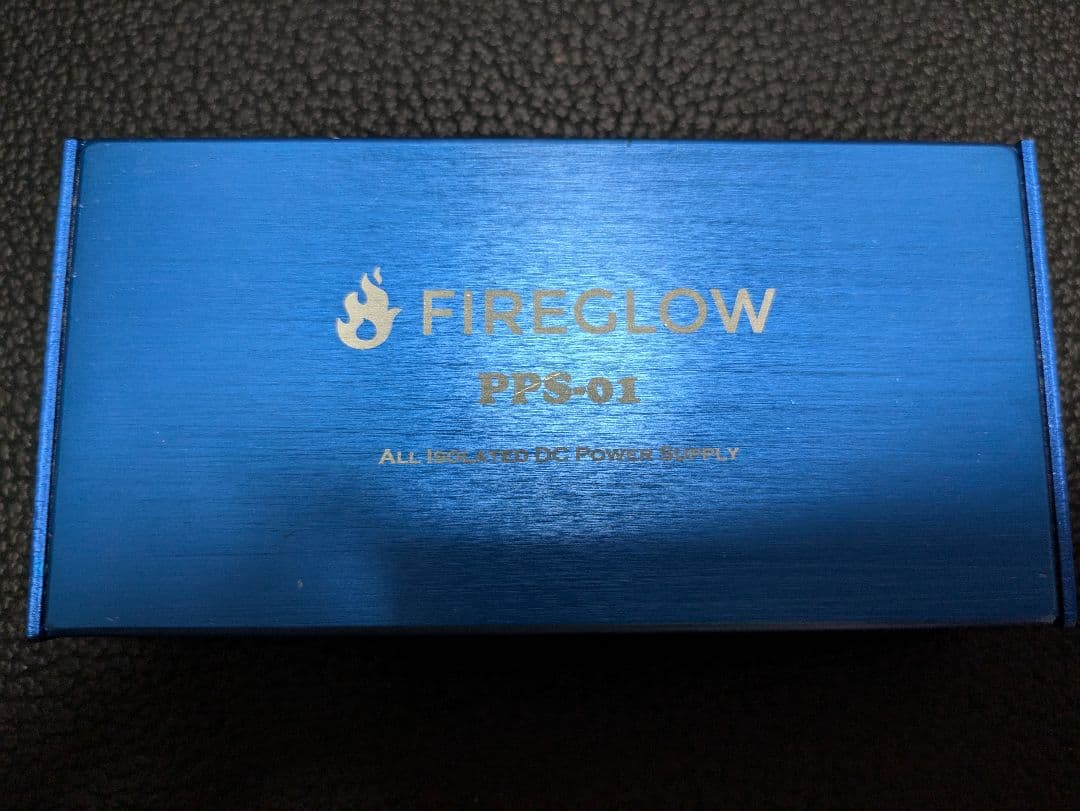 FIREGLOW
PPS-01
ALL ISOLATED DC POWER SUPPLY